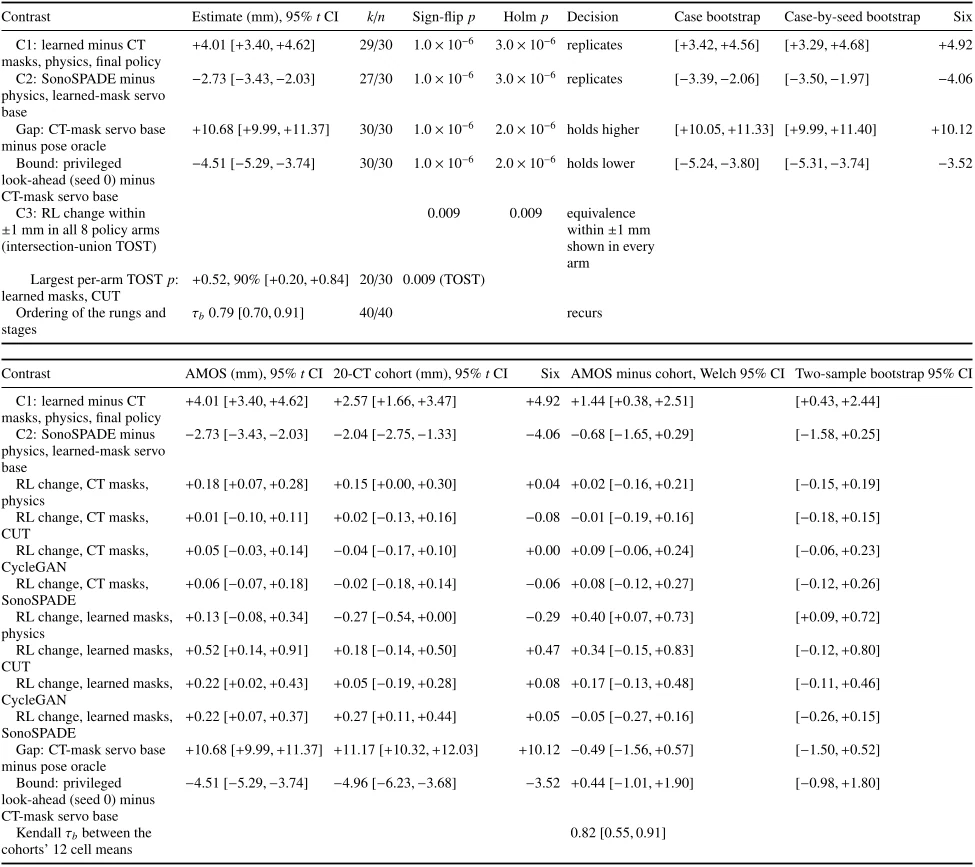 Contrast Estimate (mm), 95% t CI k/n Sign-flip p Holm p Decision Case bootstrap Case-by-seed bootstrap Six
C1: learned minus CT +4.01 [+3.40, +4.62] 29/30 1.0 × 10⁻⁶ 3.0 × 10⁻⁶ replicates [+3.42, +4.56] [+3.29, +4.68] +4.92
masks, physics, final policy
C2: SonoSPADE minus −2.73 [−3.43, −2.03] 27/30 1.0 × 10⁻⁶ 3.0 × 10⁻⁶ replicates [−3.39, −2.06] [−3.50, −1.97] −4.06
physics, learned-mask servo
base
Gap: CT-mask servo base +10.68 [+9.99, +11.37] 30/30 1.0 × 10⁻⁶ 2.0 × 10⁻⁶ holds higher [+10.05, +11.33] [+9.99, +11.40] +10.12
minus pose oracle
Bound: privileged −4.51 [−5.29, −3.74] 30/30 1.0 × 10⁻⁶ 2.0 × 10⁻⁶ holds lower [−5.24, −3.80] [−5.31, −3.74] −3.52
look-ahead (seed 0) minus
CT-mask servo base
C3: RL change within 0.009 0.009 equivalence
±1 mm in all 8 policy arms within ±1 mm
(intersection-union TOST) shown in every
arm
Largest per-arm TOST p: +0.52, 90% [+0.20, +0.84] 20/30 0.009 (TOST)
learned masks, CUT
Ordering of the rungs and τb 0.79 [0.70, 0.91] 40/40 recurs
stages
Contrast AMOS (mm), 95% t CI 20-CT cohort (mm), 95% t CI Six AMOS minus cohort, Welch 95% CI Two-sample bootstrap 95% CI
C1: learned minus CT +4.01 [+3.40, +4.62] +2.57 [+1.66, +3.47] +4.92 +1.44 [+0.38, +2.51] [+0.43, +2.44]
masks, physics, final policy
C2: SonoSPADE minus −2.73 [−3.43, −2.03] −2.04 [−2.75, −1.33] −4.06 −0.68 [−1.65, +0.29] [−1.58, +0.25]
physics, learned-mask servo
base
RL change, CT masks, +0.18 [+0.07, +0.28] +0.15 [+0.00, +0.30] +0.04 +0.02 [−0.16, +0.21] [−0.15, +0.19]
physics
RL change, CT masks, +0.01 [−0.10, +0.11] +0.02 [−0.13, +0.16] −0.08 −0.01 [−0.19, +0.16] [−0.18, +0.15]
CUT
RL change, CT masks, +0.05 [−0.03, +0.14] −0.04 [−0.17, +0.10] +0.00 +0.09 [−0.06, +0.24] [−0.06, +0.23]
CycleGAN
RL change, CT masks, +0.06 [−0.07, +0.18] −0.02 [−0.18, +0.14] −0.06 +0.08 [−0.12, +0.27] [−0.12, +0.26]
SonoSPADE
RL change, learned masks, +0.13 [−0.08, +0.34] −0.27 [−0.54, +0.00] −0.29 +0.40 [+0.07, +0.73] [+0.09, +0.72]
physics
RL change, learned masks, +0.52 [+0.14, +0.91] +0.18 [−0.14, +0.50] +0.47 +0.34 [−0.15, +0.83] [−0.12, +0.80]
CUT
RL change, learned masks, +0.22 [+0.02, +0.43] +0.05 [−0.19, +0.28] +0.08 +0.17 [−0.13, +0.48] [−0.11, +0.46]
CycleGAN
RL change, learned masks, +0.22 [+0.07, +0.37] +0.27 [+0.11, +0.44] +0.05 −0.05 [−0.27, +0.16] [−0.26, +0.15]
SonoSPADE
Gap: CT-mask servo base +10.68 [+9.99, +11.37] +11.17 [+10.32, +12.03] +10.12 −0.49 [−1.56, +0.57] [−1.50, +0.52]
minus pose oracle
Bound: privileged −4.51 [−5.29, −3.74] −4.96 [−6.23, −3.68] −3.52 +0.44 [−1.01, +1.90] [−0.98, +1.80]
look-ahead (seed 0) minus
CT-mask servo base
Kendall τb between the 0.82 [0.55, 0.91]
cohorts' 12 cell means